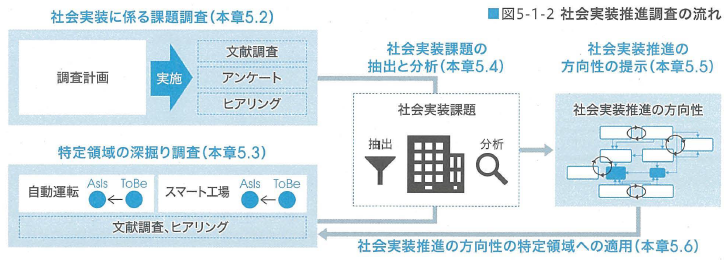 ■図5-1-2 社会実装推進調査の流れ
社会実装に係る課題調査(本章5.2)
調査計画
実施
文献調査
アンケート
ヒアリング
特定領域の深掘り調査(本章5.3)
自動運転
AsIs
ToBe
スマート工場
AsIs
ToBe
文献調査、ヒアリング
社会実装課題の
抽出と分析(本章5.4)
社会実装課題
抽出
分析
社会実装推進の
方向性の提示(本章5.5)
社会実装推進の方向性
社会実装推進の方向性の特定領域への適用(本章5.6)